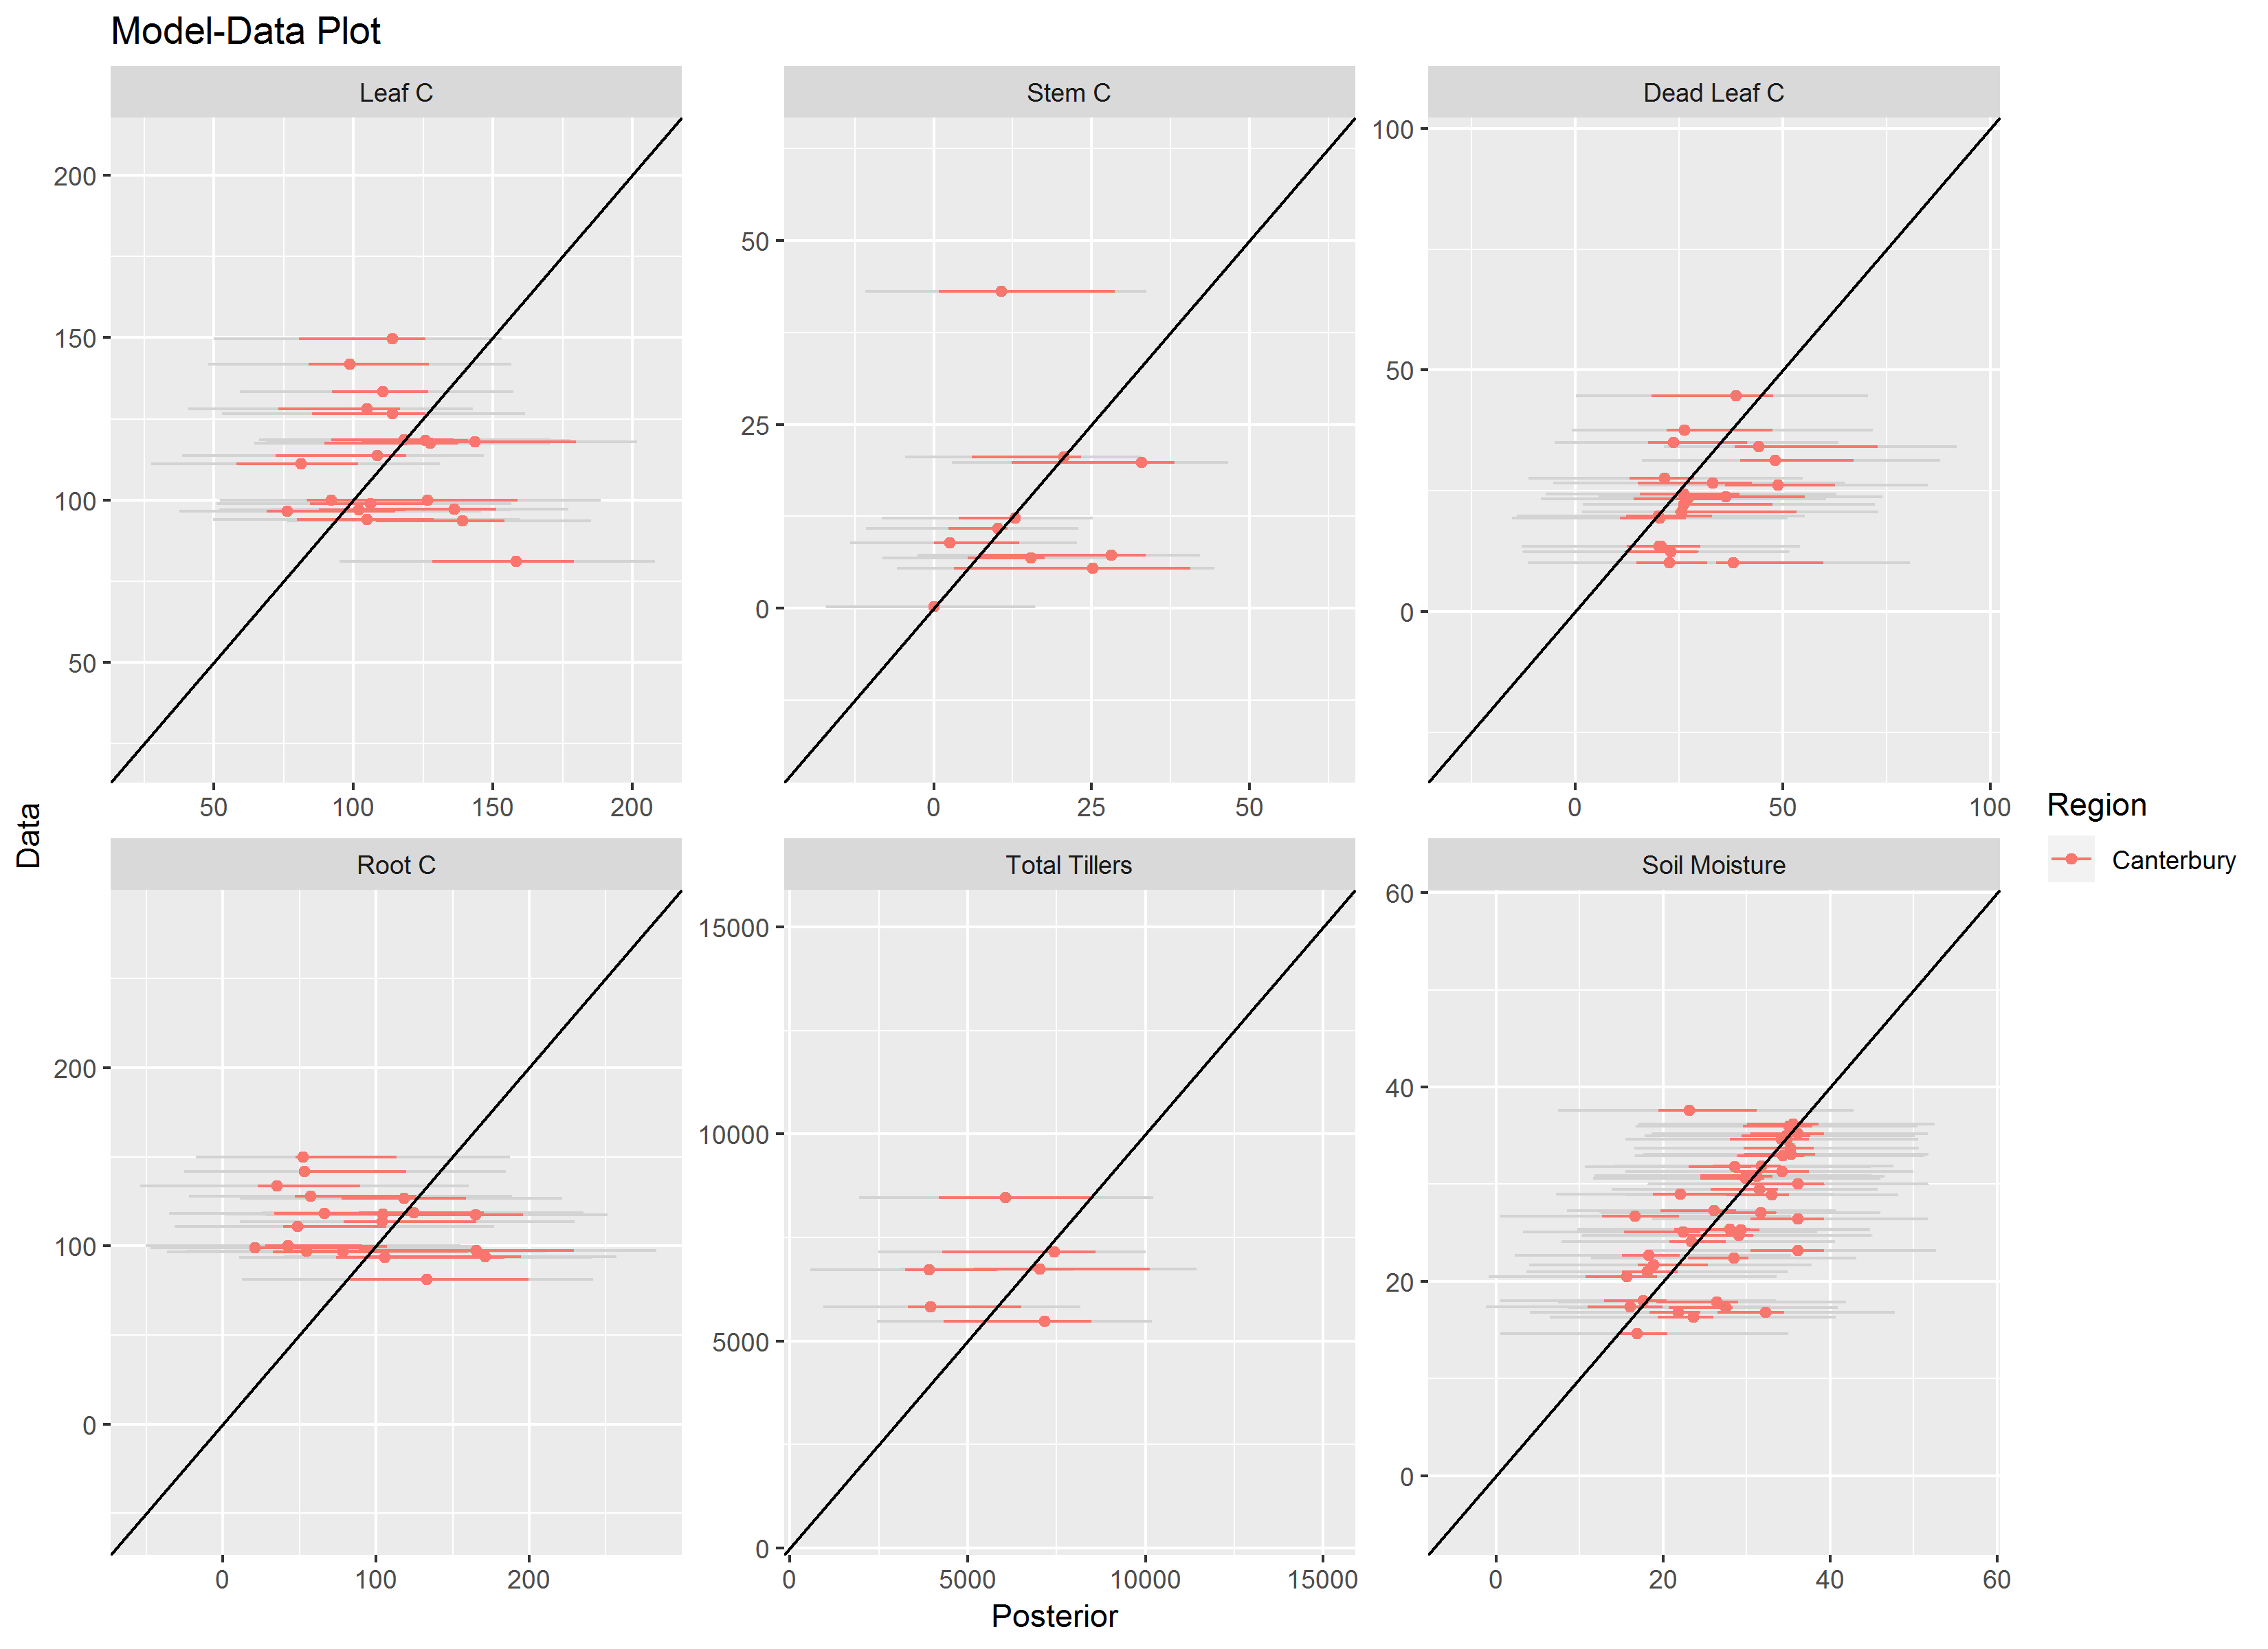 Model-Data Plot
Leaf C
Stem C
Dead Leaf C
200
150
100
50
50
25
0
100
50
0
50 100 150 200
0 25 50
0 50 100
Data
Region
Canterbury
Root C
Total Tillers
Soil Moisture
200
100
0
15000
10000
5000
0
60
40
20
0
0 100 200
0 5000 10000 15000
0 20 40 60
Posterior